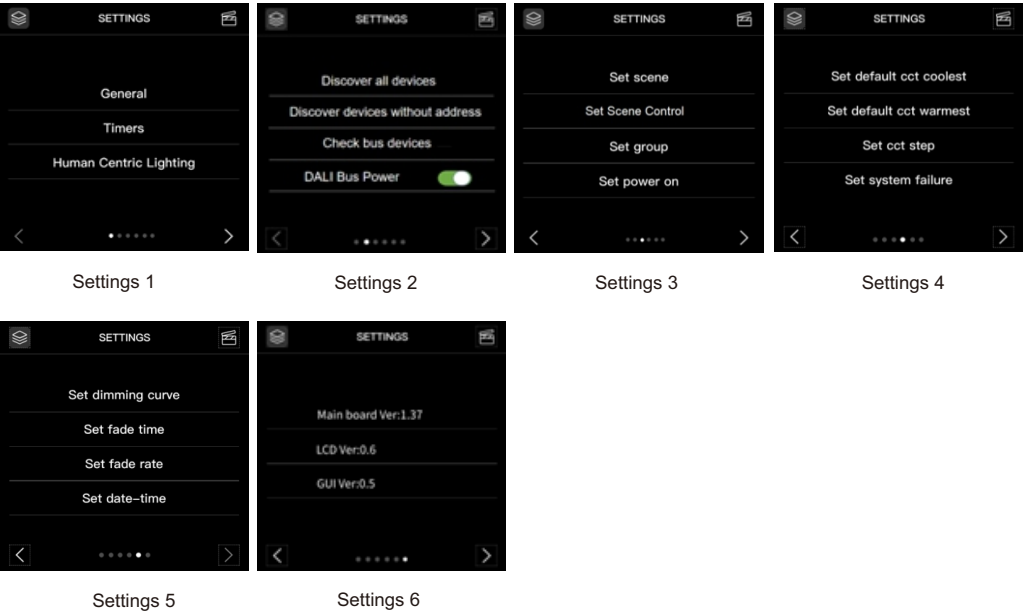 SETTINGS
General
Timers
Human Centric Lighting
Settings 1
SETTINGS
Discover all devices
Discover devices without address
Check bus devices
DALI Bus Power
Settings 2
SETTINGS
Set scene
Set Scene Control
Set group
Set power on
Settings 3
SETTINGS
Set default cct coolest
Set default cct warmest
Set cct step
Set system failure
Settings 4
SETTINGS
Set dimming curve
Set fade time
Set fade rate
Set date-time
Settings 5
SETTINGS
Main board Ver:1.37
LCD Ver:0.6
GUI Ver:0.5
Settings 6